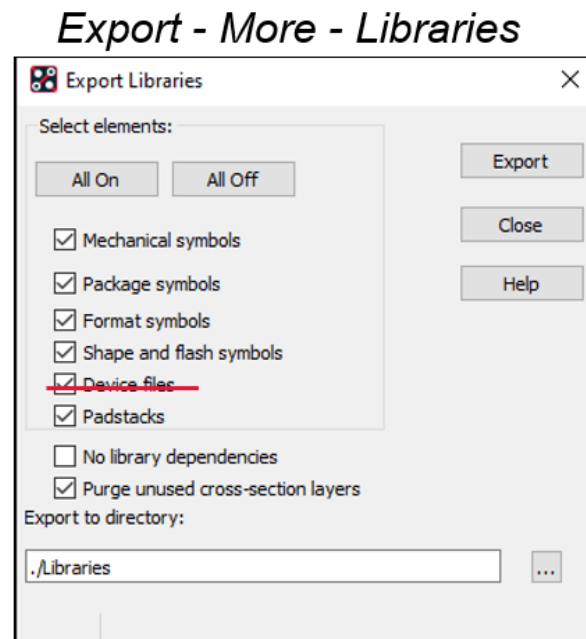 Export - More - Libraries
Export Libraries
Select elements:
All On
All Off
Export
Close
Help
Mechanical symbols
Package symbols
Format symbols
Shape and flash symbols
Device files
Padstacks
No library dependencies
Purge unused cross-section layers
Export to directory:
./Libraries
...